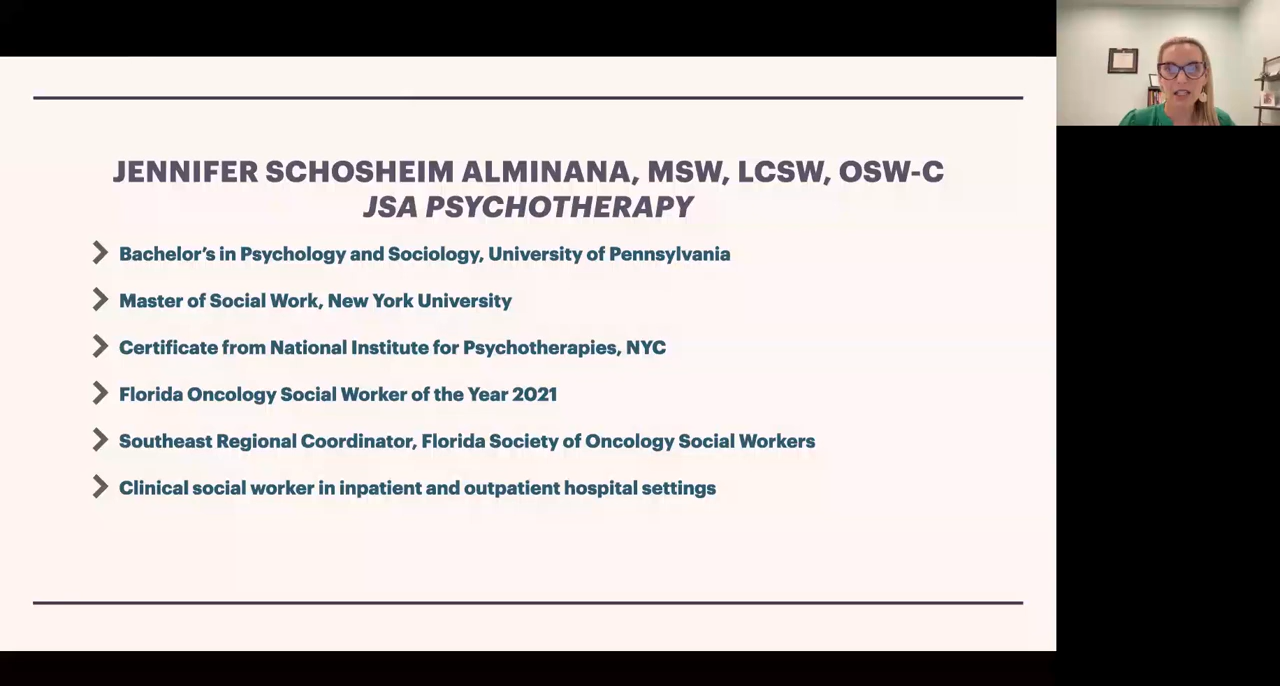 JENNIFER SCHOSHEIM ALMINANA, MSW, LCSW, OSW-C
JSA PSYCHOTHERAPY
Bachelor’s in Psychology and Sociology, University of Pennsylvania
Master of Social Work, New York University
Certificate from National Institute for Psychotherapies, NYC
Florida Oncology Social Worker of the Year 2021
Southeast Regional Coordinator, Florida Society of Oncology Social Workers
Clinical social worker in inpatient and outpatient hospital settings